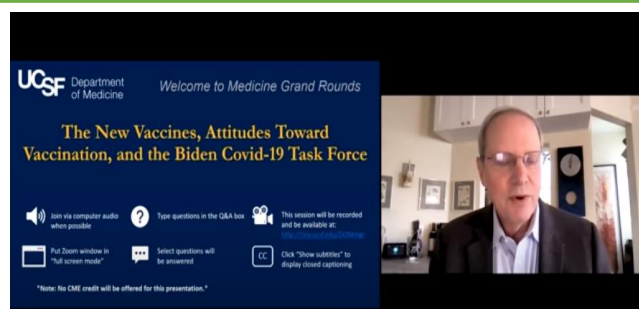 UCSF Department
of Medicine
Welcome to Medicine Grand Rounds
The New Vaccines, Attitudes Toward
Vaccination, and the Biden Covid-19 Task Force
Join via computer audio
when possible
Type questions in the Q&A box
This session will be recorded
and be available at:
Put Zoom window in
"full screen mode"
Select questions will
be answered
CC
Click "Show subtitles" to
display closed captioning
"Note: No CME credit will be offered for this presentation."